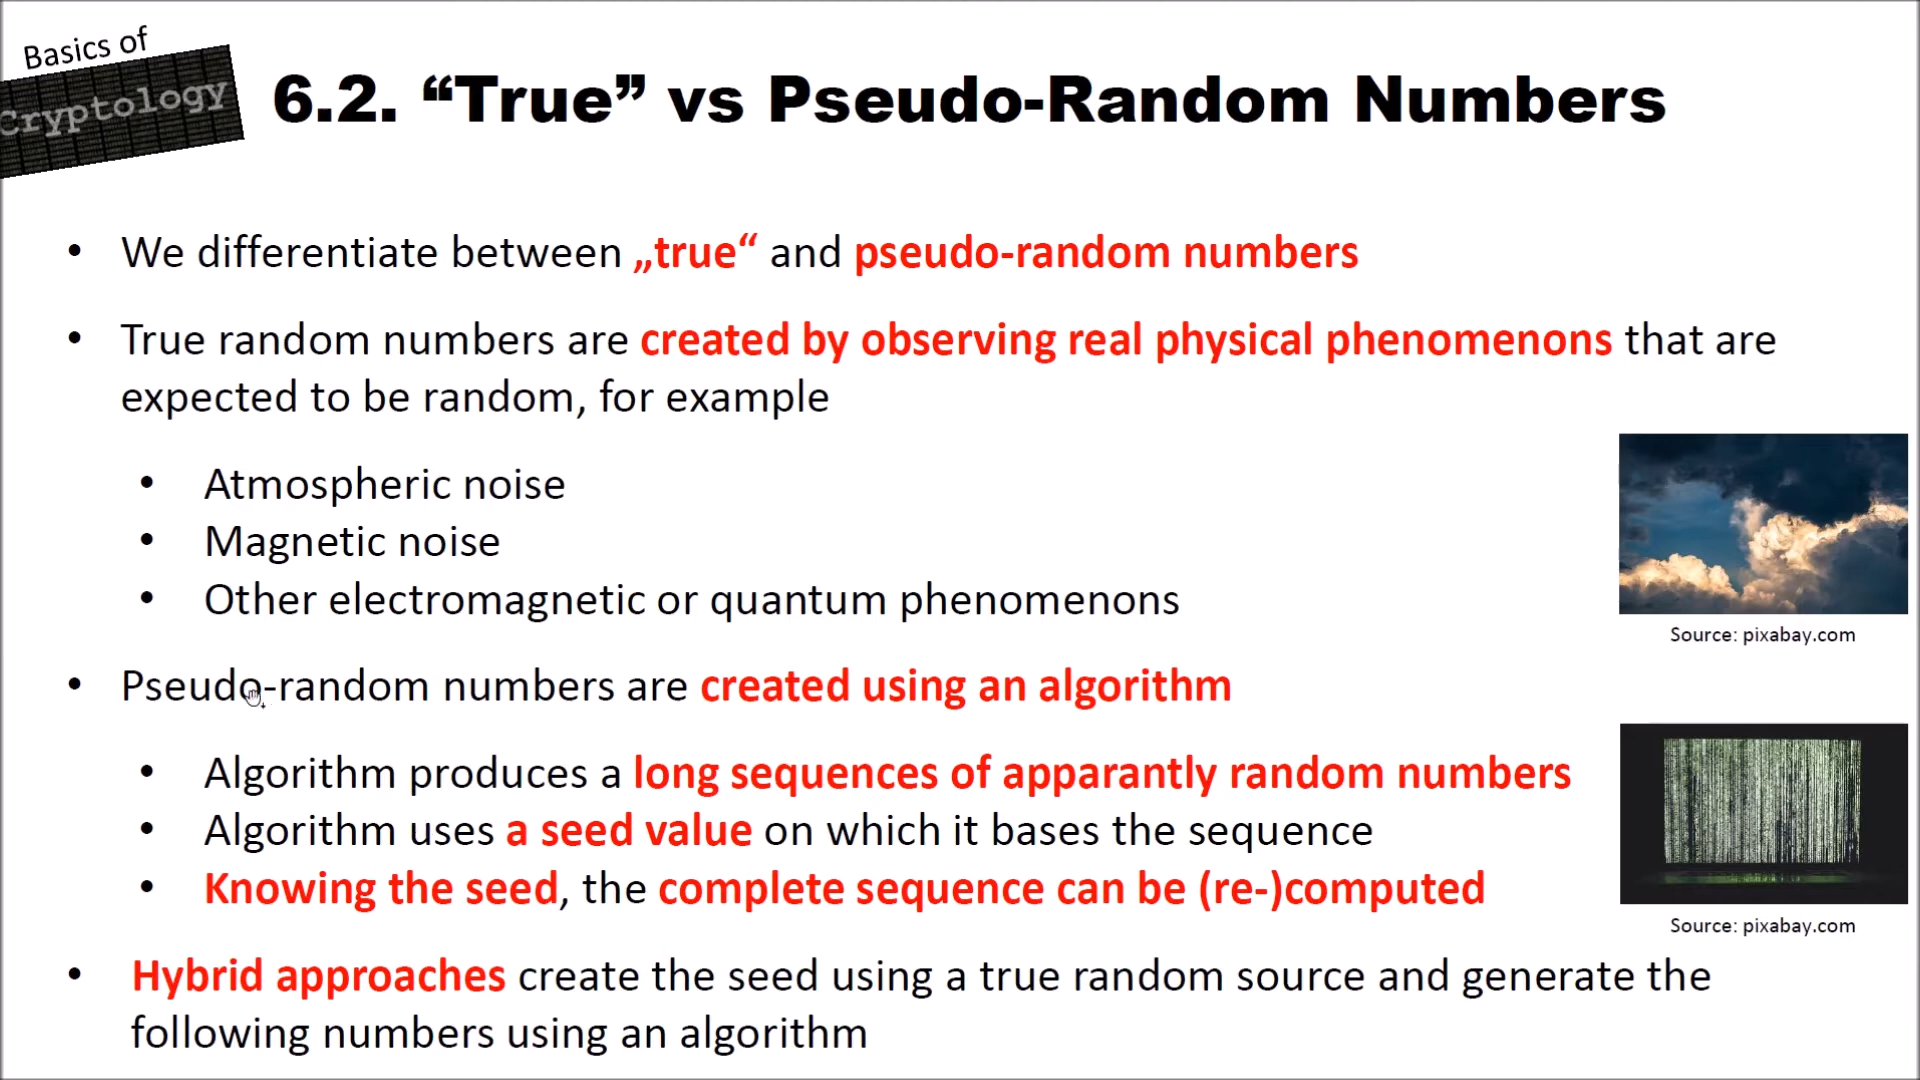 Basics of
Cryptology
6.2. “True” vs Pseudo-Random Numbers
• We differentiate between „true“ and pseudo-random numbers
• True random numbers are created by observing real physical phenomenons that are
expected to be random, for example
• Atmospheric noise
• Magnetic noise
• Other electromagnetic or quantum phenomenons
Source: pixabay.com
• Pseudo-random numbers are created using an algorithm
• Algorithm produces a long sequences of apparantly random numbers
• Algorithm uses a seed value on which it bases the sequence
• Knowing the seed, the complete sequence can be (re-)computed
Source: pixabay.com
• Hybrid approaches create the seed using a true random source and generate the
following numbers using an algorithm